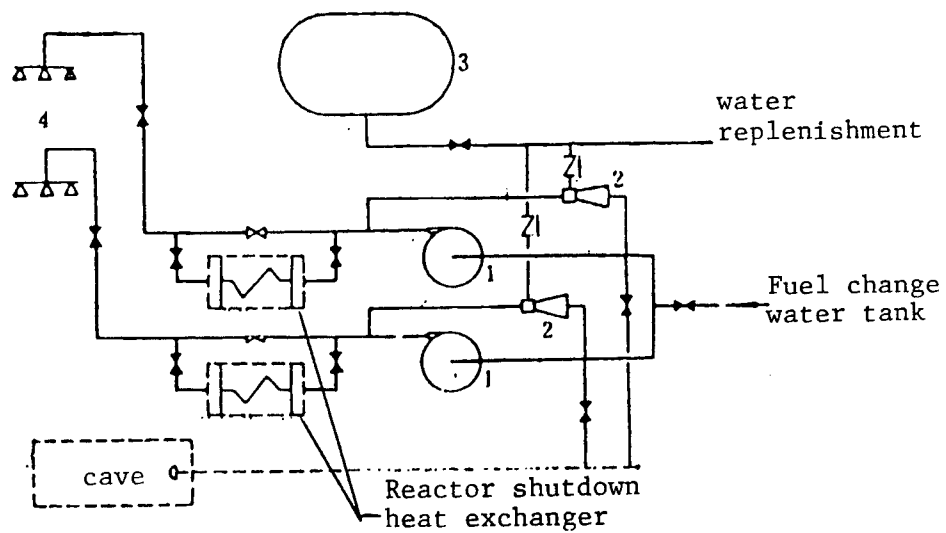 3
4
water
replenishment
2
1
Fuel change
water tank
2
1
cave
Reactor shutdown
heat exchanger